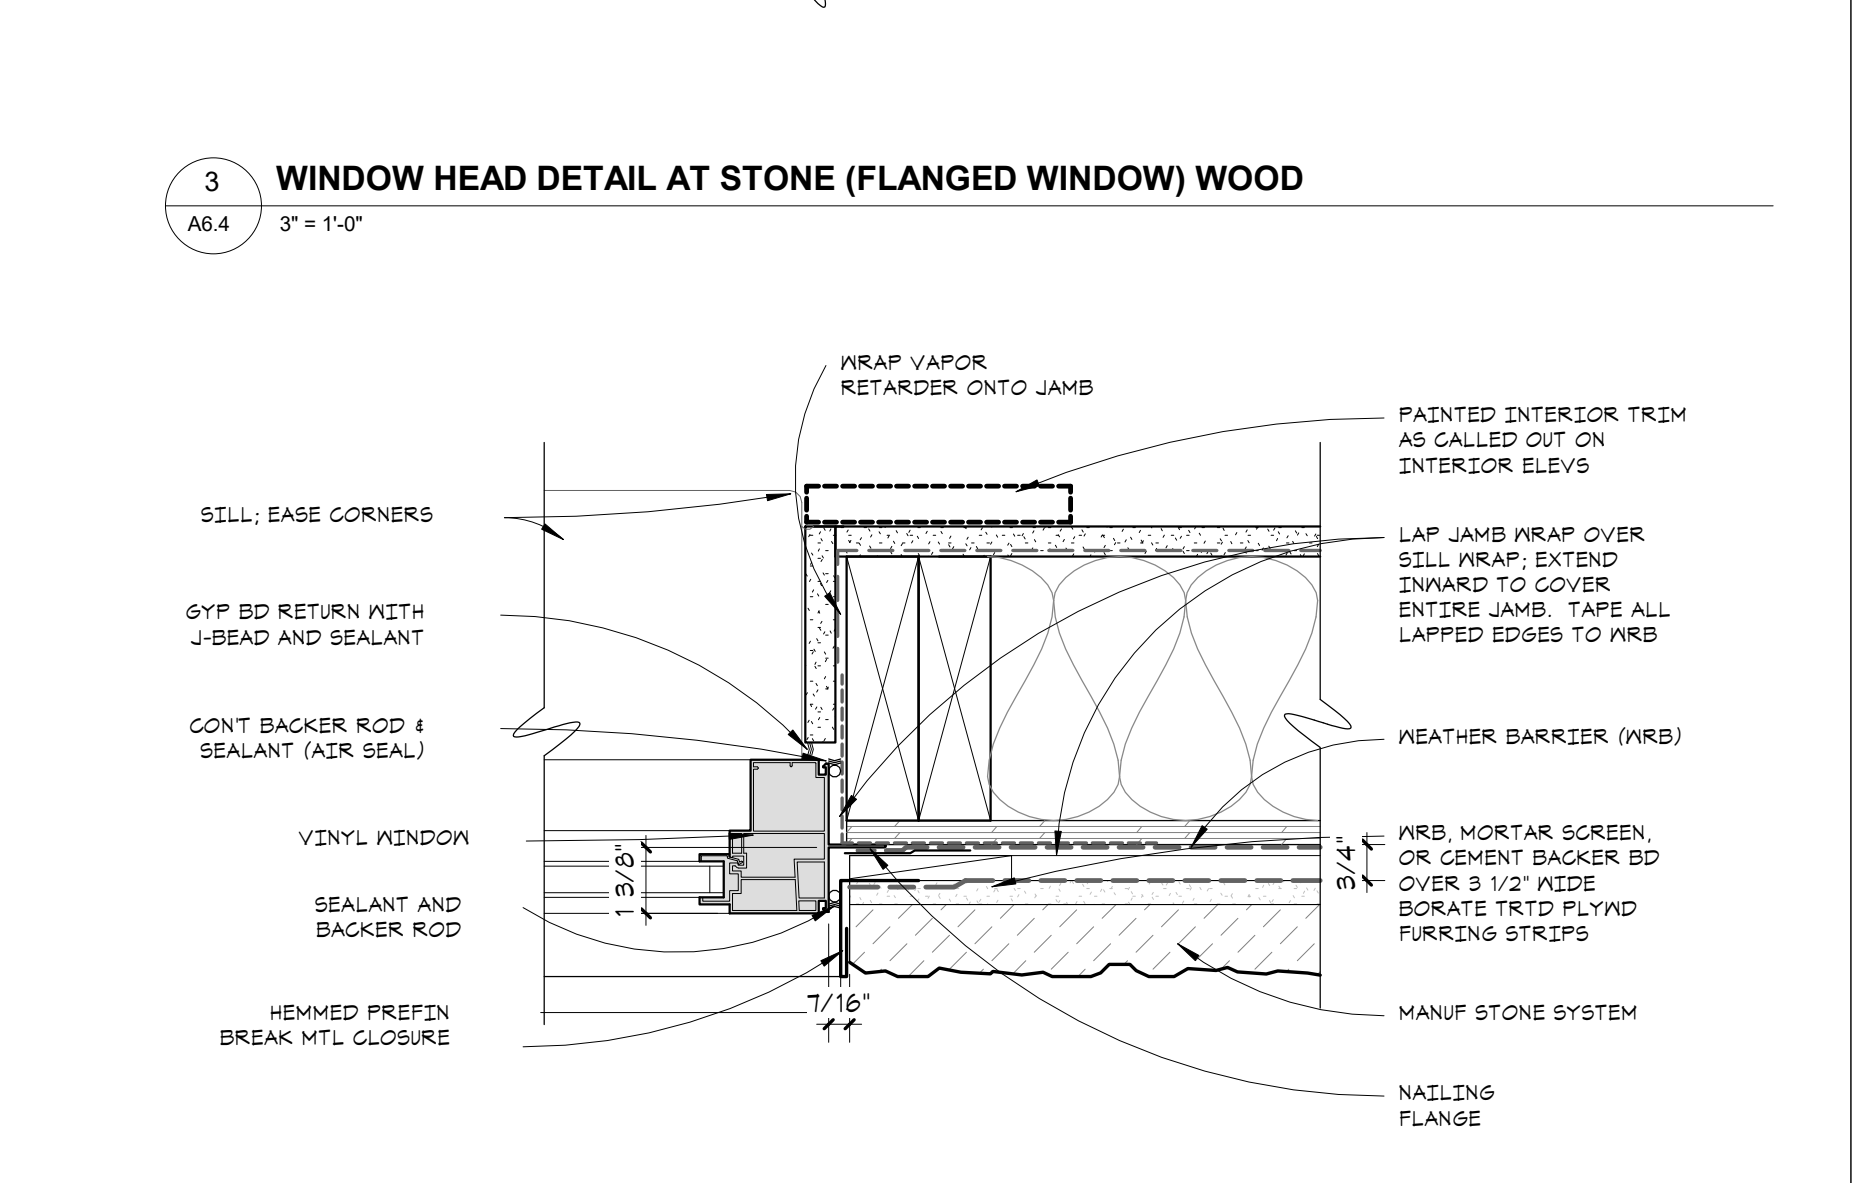 3
WINDOW HEAD DETAIL AT STONE (FLANGED WINDOW) WOOD
A6.4
3" = 1'-0"
WRAP VAPOR
RETARDER ONTO JAMB
PAINTED INTERIOR TRIM
AS CALLED OUT ON
INTERIOR ELEVS
SILL; EASE CORNERS
LAP JAMB WRAP OVER
SILL WRAP; EXTEND
INWARD TO COVER
ENTIRE JAMB. TAPE ALL
LAPPED EDGES TO WRB
GYP BD RETURN WITH
J-BEAD AND SEALANT
CON'T BACKER ROD &
SEALANT (AIR SEAL)
WEATHER BARRIER (WRB)
VINYL WINDOW
1 3/8"
3/4"
WRB, MORTAR SCREEN,
OR CEMENT BACKER BD
OVER 3 1/2" WIDE
BORATE TRTD PLYWD
FURRING STRIPS
SEALANT AND
BACKER ROD
7/16"
HEMMED PREFIN
BREAK MTL CLOSURE
MANUF STONE SYSTEM
NAILING
FLANGE